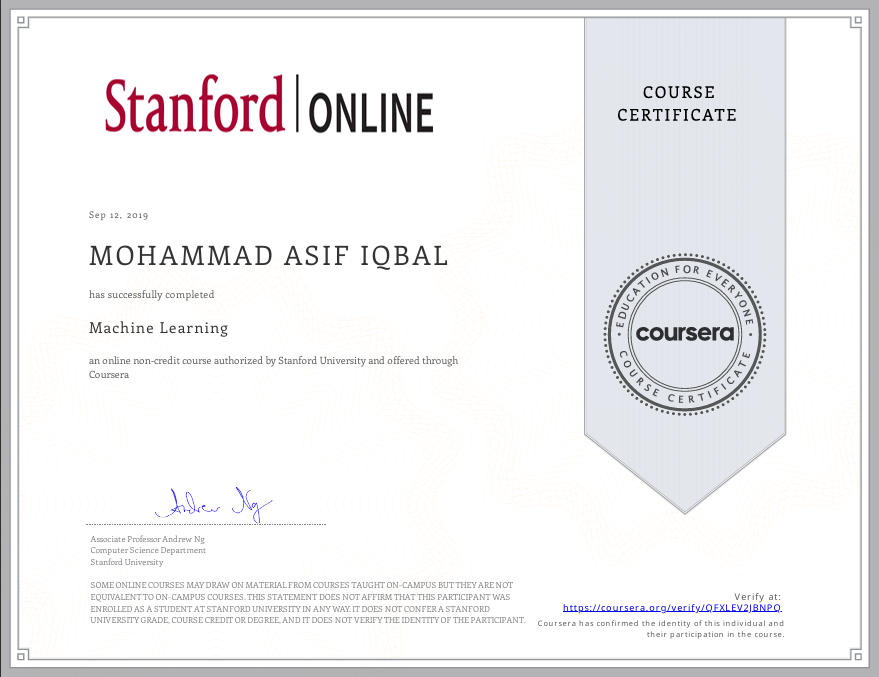 Stanford | ONLINE
COURSE
CERTIFICATE
Sep 12, 2019
MOHAMMAD ASIF IQBAL
has successfully completed
Machine Learning
an online non-credit course authorized by Stanford University and offered through
Coursera
EDUCATION FOR EVERYONE
coursera
COURSE CERTIFICATE
Andrew Ng
Associate Professor Andrew Ng
Computer Science Department
Stanford University
SOME ONLINE COURSES MAY DRAW ON MATERIAL FROM COURSES TAUGHT ON-CAMPUS BUT THEY ARE NOT
EQUIVALENT TO ON-CAMPUS COURSES. THIS STATEMENT DOES NOT AFFIRM THAT THIS PARTICIPANT WAS
ENROLLED AS A STUDENT AT STANFORD UNIVERSITY IN ANY WAY. IT DOES NOT CONFER A STANFORD
UNIVERSITY GRADE, COURSE CREDIT OR DEGREE, AND IT DOES NOT VERIFY THE IDENTITY OF THE PARTICIPANT.
Verify at:
https://coursera.org/verify/QFXLEV2JBNPQ
Coursera has confirmed the identity of this individual and
their participation in the course.